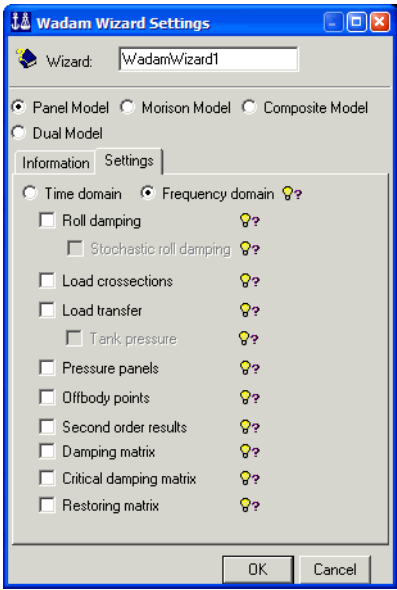 Wadam Wizard Settings
Wizard: WadamWizard1
Panel Model Morison Model Composite Model
Dual Model
Information Settings
Time domain Frequency domain ?
Roll damping ?
Stochastic roll damping ?
Load crossections ?
Load transfer ?
Tank pressure ?
Pressure panels ?
Offbody points ?
Second order results ?
Damping matrix ?
Critical damping matrix ?
Restoring matrix ?
OK Cancel